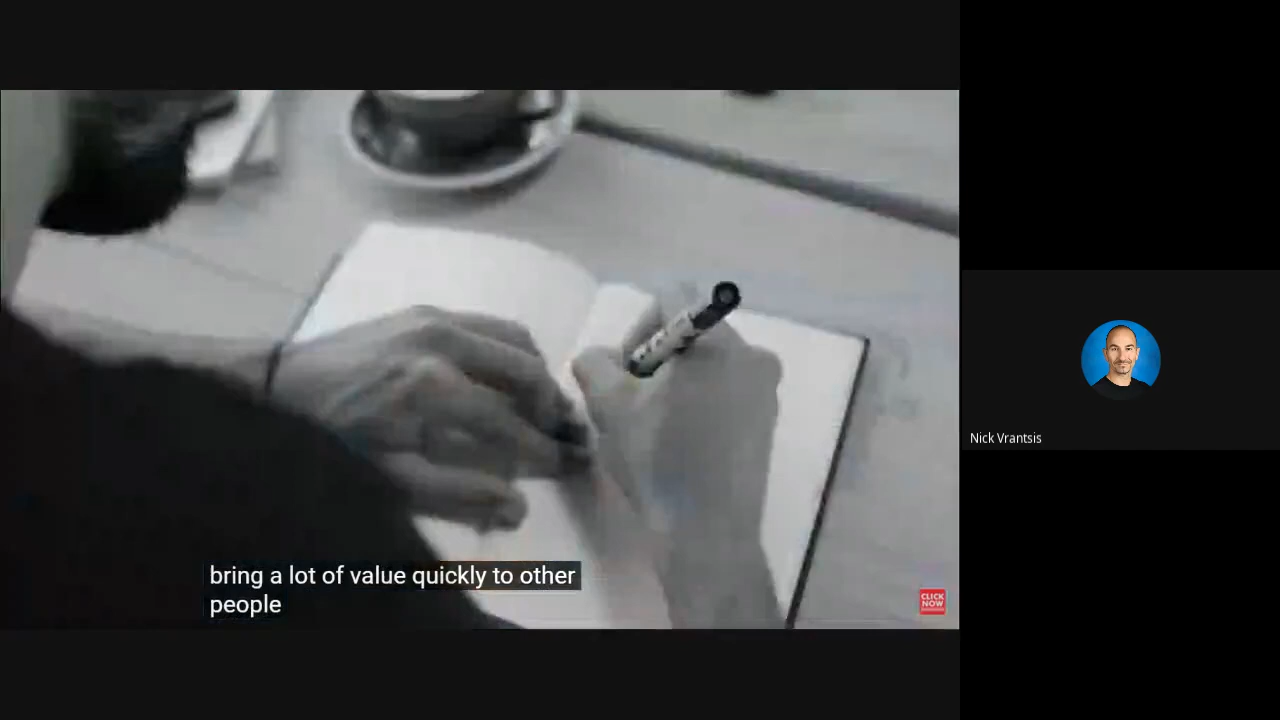 bring a lot of value quickly to other
people
CLICK
NOW
Nick Vrantsis